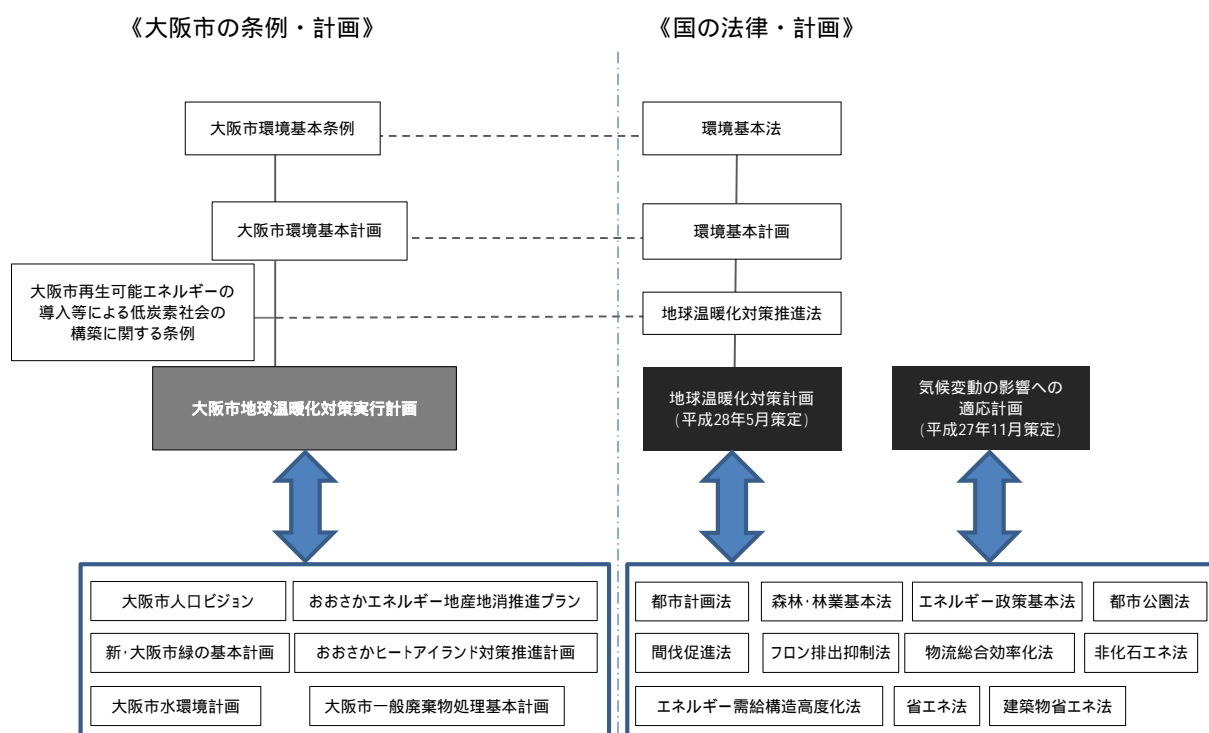 《大阪市の条例・計画》
《国の法律・計画》
大阪市環境基本条例
環境基本法
大阪市環境基本計画
環境基本計画
大阪市再生可能エネルギーの
導入等による低炭素社会の
構築に関する条例
地球温暖化対策推進法
大阪市地球温暖化対策実行計画
地球温暖化対策計画
(平成28年5月策定)
気候変動の影響への
適応計画
(平成27年11月策定)
大阪市人口ビジョン
おおさかエネルギー地産地消推進プラン
新・大阪市緑の基本計画
おおさかヒートアイランド対策推進計画
大阪市水環境計画
大阪市一般廃棄物処理基本計画
都市計画法
森林・林業基本法
エネルギー政策基本法
都市公園法
間伐促進法
フロン排出抑制法
物流総合効率化法
非化石エネ法
エネルギー需給構造高度化法
省エネ法
建築物省エネ法